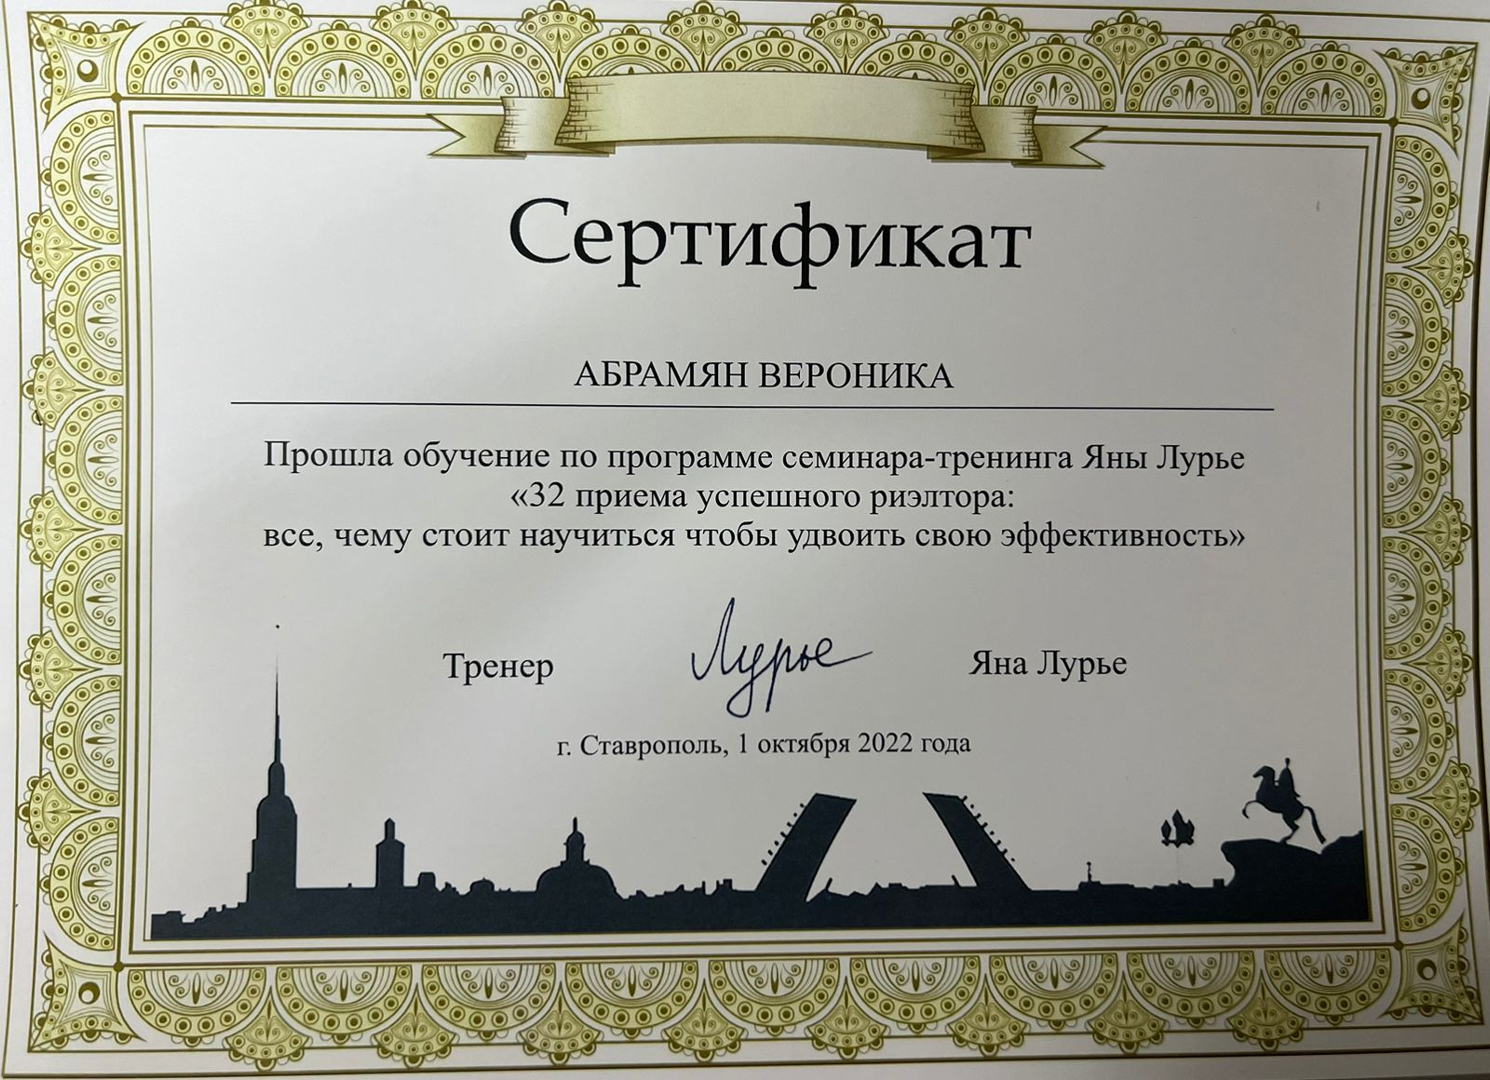 Сертификат
АБРАМЯН ВЕРОНИКА
Прошла обучение по программе семинара-тренинга Яны Лурье
«32 приема успешного риэлтора:
все, чему стоит научиться чтобы удвоить свою эффективность»
Тренер Лурье Яна Лурье
г. Ставрополь, 1 октября 2022 года